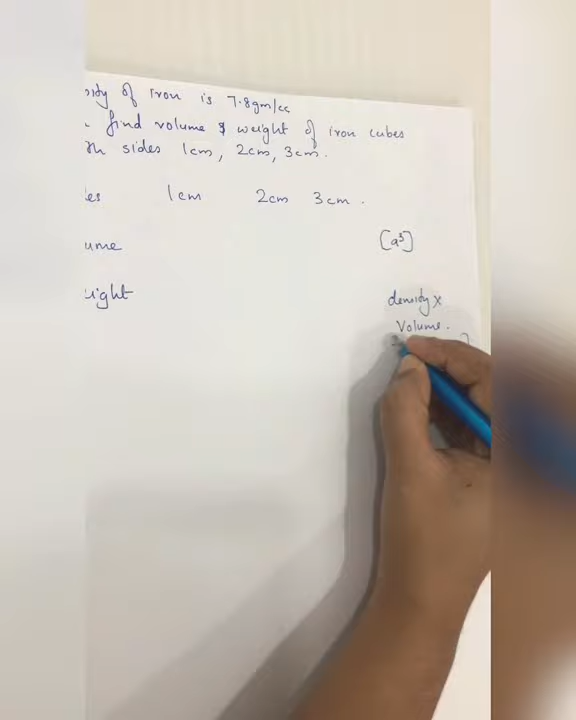 sity of iron is 7.8gm/cc
find volume & weight of iron cubes
sides 1cm, 2cm, 3cm.
es 1cm 2cm 3cm.
ume [a³]
ight
density x
Volume.